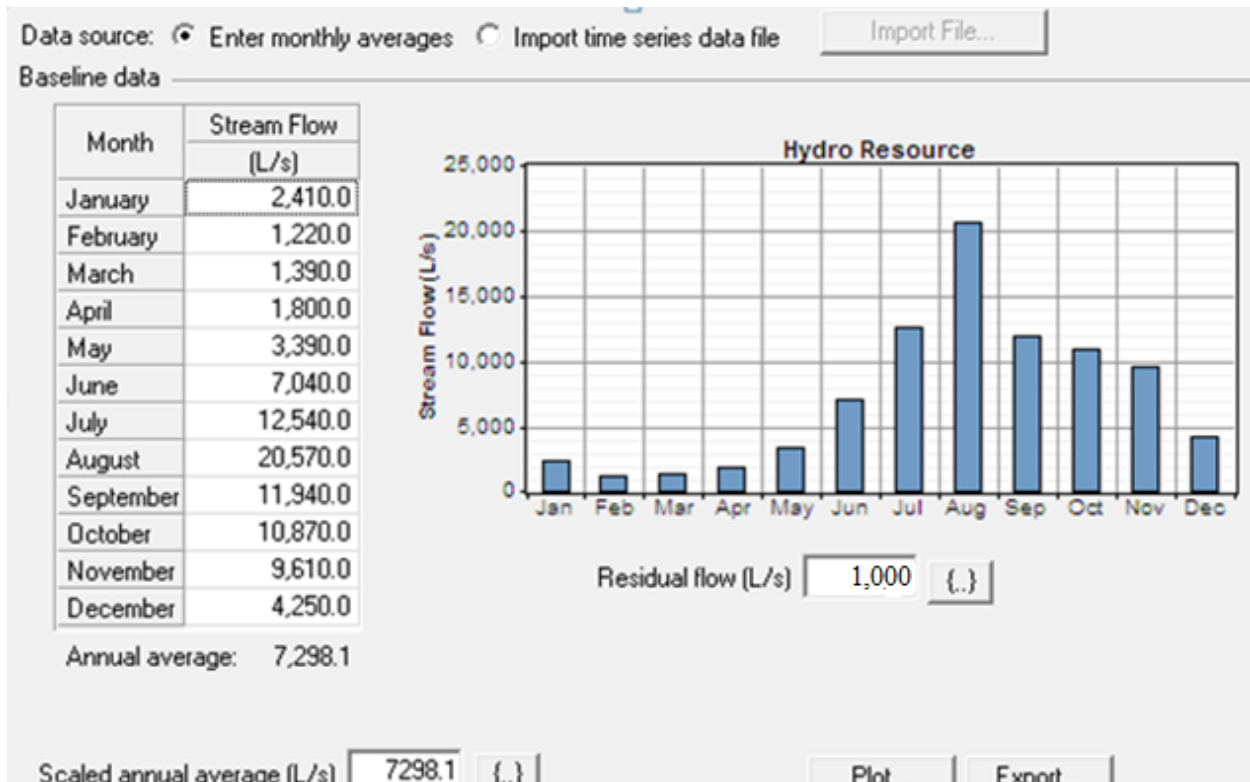 Data source: Enter monthly averages Import time series data file Import File...
Baseline data
Month Stream Flow
(L/s)
January 2,410.0
February 1,220.0
March 1,390.0
April 1,800.0
May 3,390.0
June 7,040.0
July 12,540.0
August 20,570.0
September 11,940.0
October 10,870.0
November 9,610.0
December 4,250.0
Annual average: 7,298.1
Hydro Resource
Stream Flow (L/s)
25,000
20,000
15,000
10,000
5,000
0
Jan Feb Mar Apr May Jun Jul Aug Sep Oct Nov Dec
Residual flow (L/s) 1,000 {..}
Scaled annual average (L/s) 7298.1 {..} Plot... Export...